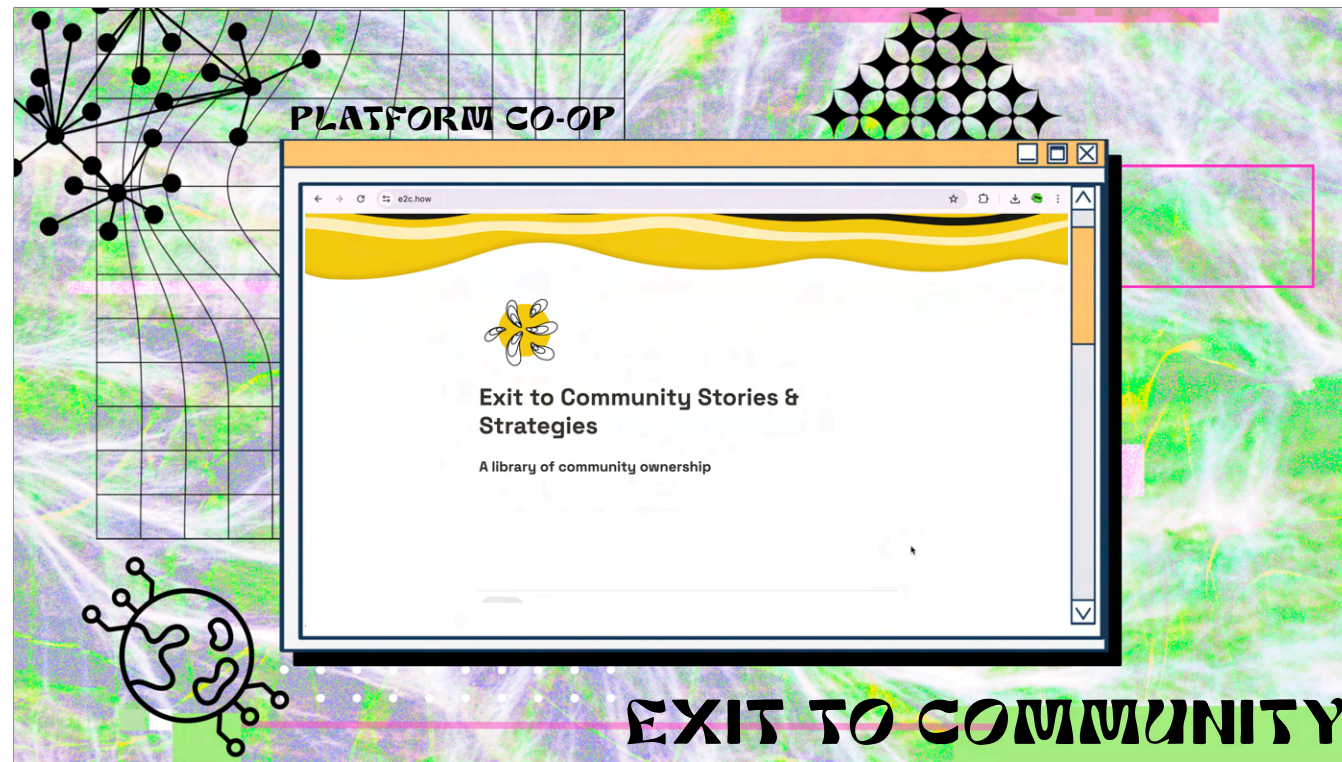 PLATFORM CO-OP
e2c.how
Exit to Community Stories &
Strategies
A library of community ownership
EXIT TO COMMUNITY